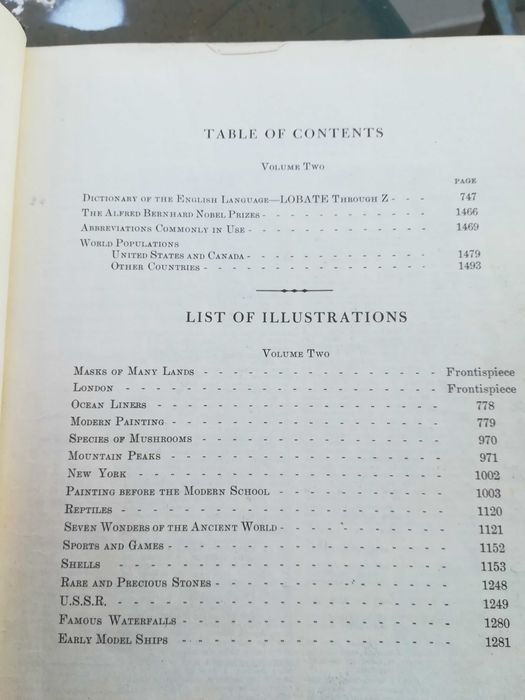 TABLE OF CONTENTS
VOLUME TWO
PAGE
DICTIONARY OF THE ENGLISH LANGUAGE—LOBATE THROUGH Z - - - 747
THE ALFRED BERNHARD NOBEL PRIZES - - - - - - - - - - - 1466
ABBREVIATIONS COMMONLY IN USE - - - - - - - - - - - - 1469
WORLD POPULATIONS
UNITED STATES AND CANADA - - - - - - - - - - - - 1479
OTHER COUNTRIES - - - - - - - - - - - - - - - 1493
LIST OF ILLUSTRATIONS
VOLUME TWO
MASKS OF MANY LANDS - - - - - - - - - - - - - Frontispiece
LONDON - - - - - - - - - - - - - - - - - Frontispiece
OCEAN LINERS - - - - - - - - - - - - - - - 778
MODERN PAINTING - - - - - - - - - - - - - - 779
SPECIES OF MUSHROOMS - - - - - - - - - - - - - 970
MOUNTAIN PEAKS - - - - - - - - - - - - - - 971
NEW YORK - - - - - - - - - - - - - - - - 1002
PAINTING BEFORE THE MODERN SCHOOL - - - - - - - - - 1003
REPTILES - - - - - - - - - - - - - - - - - 1120
SEVEN WONDERS OF THE ANCIENT WORLD - - - - - - - - - 1121
SPORTS AND GAMES - - - - - - - - - - - - - - 1152
SHELLS - - - - - - - - - - - - - - - - - 1153
RARE AND PRECIOUS STONES - - - - - - - - - - - - 1248
U.S.S.R. - - - - - - - - - - - - - - - - - 1249
FAMOUS WATERFALLS - - - - - - - - - - - - - - 1280
EARLY MODEL SHIPS - - - - - - - - - - - - - - 1281